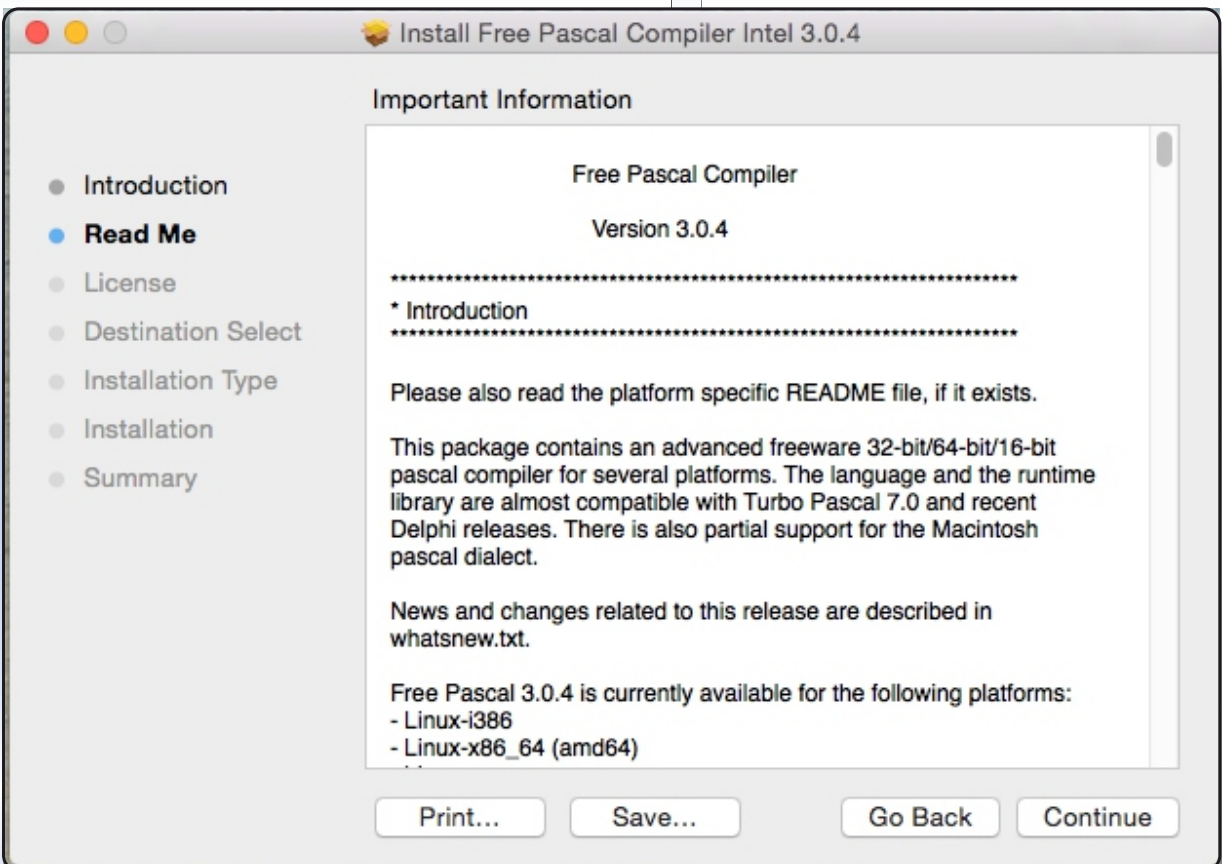 Install Free Pascal Compiler Intel 3.0.4
Important Information
Introduction
Read Me
License
Destination Select
Installation Type
Installation
Summary
Free Pascal Compiler
Version 3.0.4
**********************************************************************
* Introduction
**********************************************************************
Please also read the platform specific README file, if it exists.
This package contains an advanced freeware 32-bit/64-bit/16-bit
pascal compiler for several platforms. The language and the runtime
library are almost compatible with Turbo Pascal 7.0 and recent
Delphi releases. There is also partial support for the Macintosh
pascal dialect.
News and changes related to this release are described in
whatsnew.txt.
Free Pascal 3.0.4 is currently available for the following platforms:
- Linux-i386
- Linux-x86_64 (amd64)
Print...
Save...
Go Back
Continue